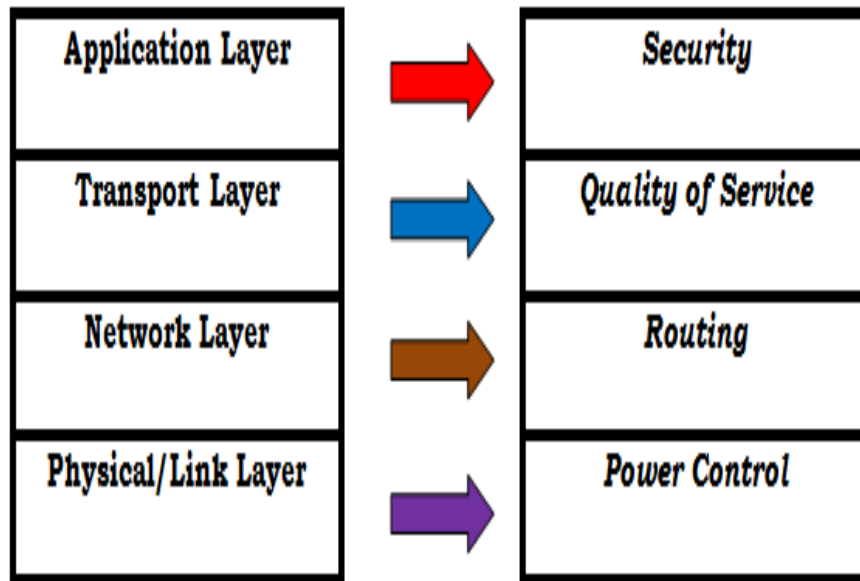 Application Layer
Security
Transport Layer
Quality of Service
Network Layer
Routing
Physical/Link Layer
Power Control